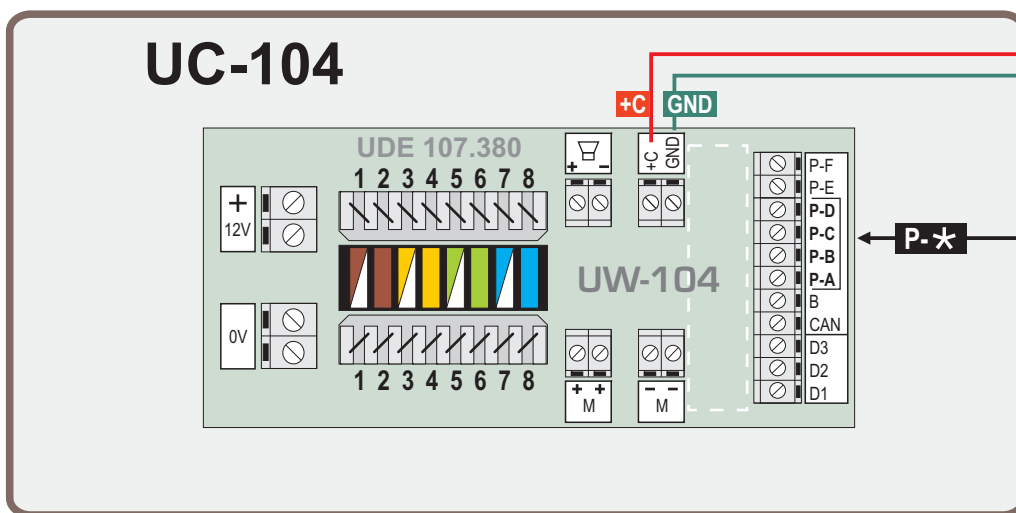 UC-104
+C GND
UDE 107.380
1 2 3 4 5 6 7 8
+ -
+C
GND
+
12V
0V
UW-104
1 2 3 4 5 6 7 8
+ +
M
- -
M
P-F
P-E
P-D
P-C
P-B
P-A
B
CAN
D3
D2
D1
P-*